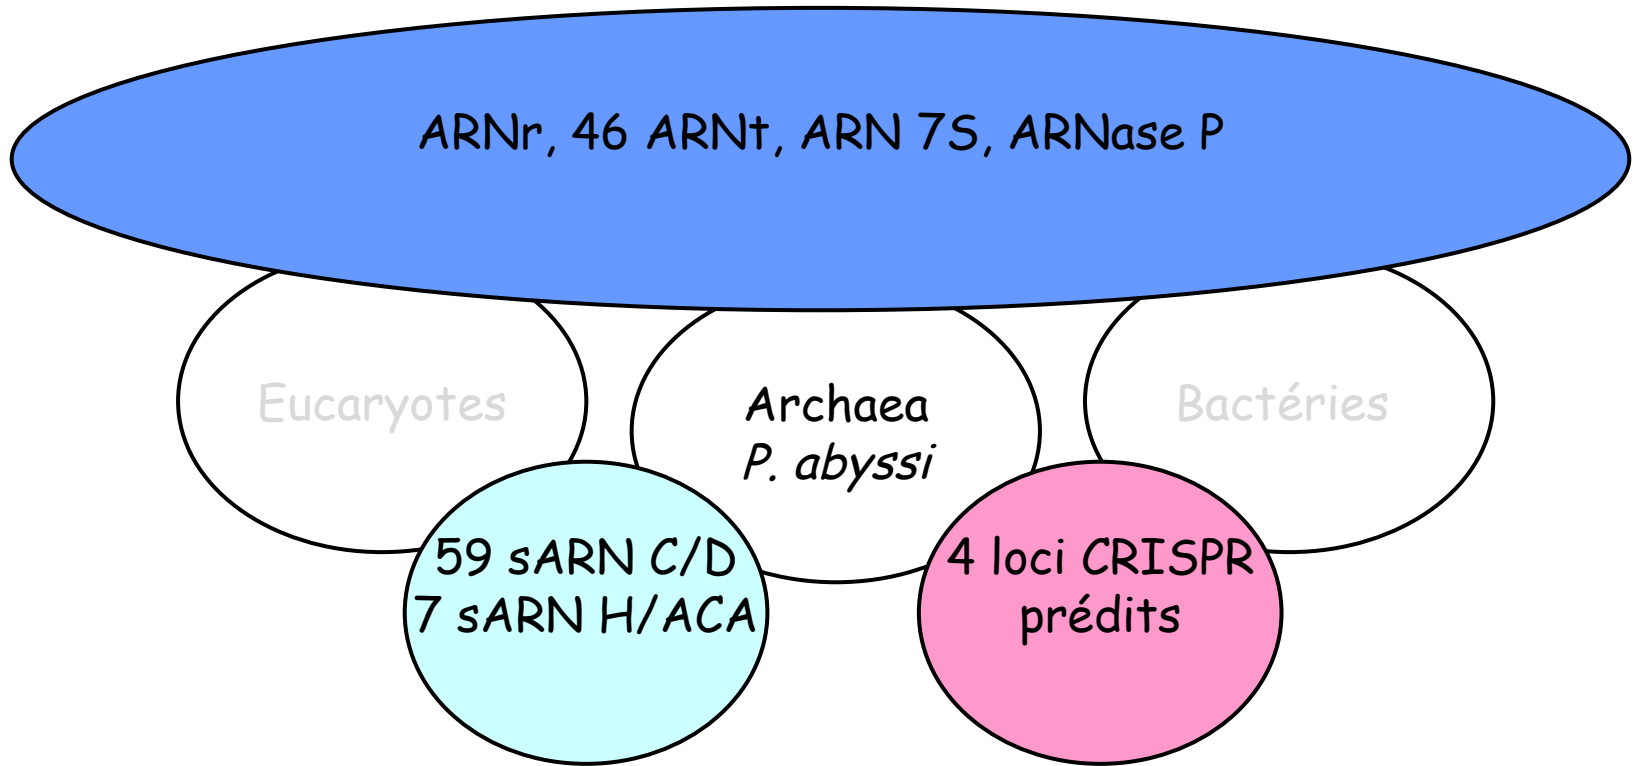 ARNr, 46 ARNt, ARN 7S, ARNase P
Eucaryotes
Archaea
P. abyssi
Bactéries
59 sARN C/D
7 sARN H/ACA
4 loci CRISPR
prédits